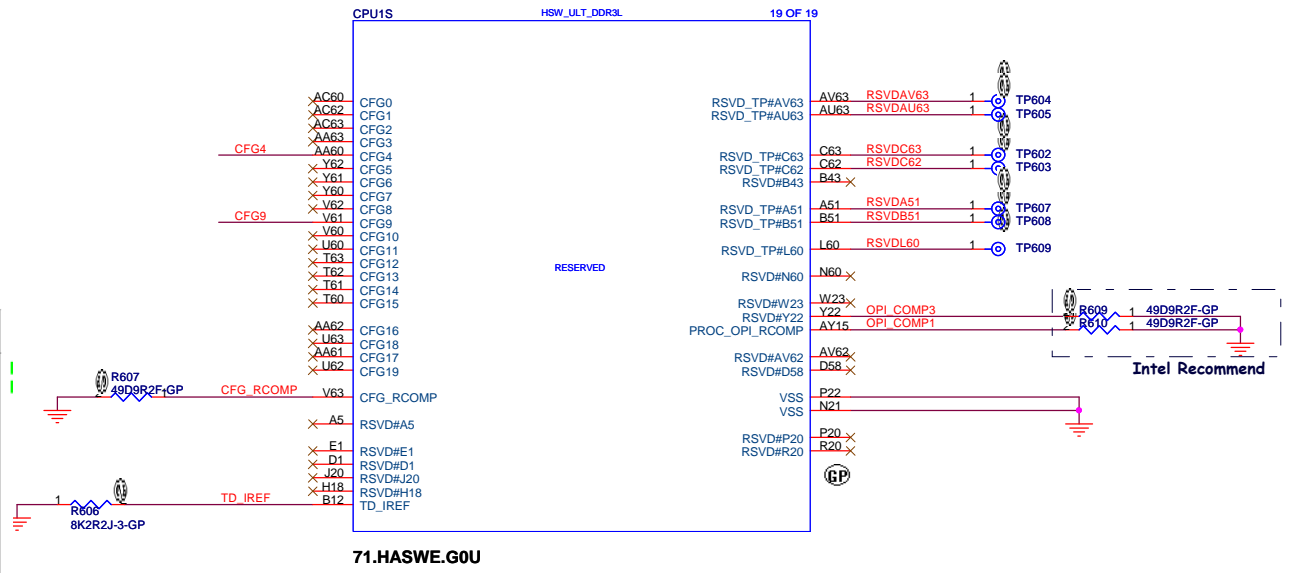 CPU1S HSW_ULT_DDR3L 19 OF 19
AC60 CFG0
AC62 CFG1
AC63 CFG2
AA63 CFG3
CFG4 AA60 CFG4
Y62 CFG5
Y61 CFG6
Y60 CFG7
V62 CFG8
CFG9 V61 CFG9
V60 CFG10
U60 CFG11
T63 CFG12
T62 CFG13
T61 CFG14
T60 CFG15
AA62 CFG16
U63 CFG18
AA61 CFG17
U62 CFG19
R607
49D9R2F-GP
2 1 CFG_RCOMP V63 CFG_RCOMP
A5 RSVD#A5
E1 RSVD#E1
D1 RSVD#D1
J20 RSVD#J20
H18 RSVD#H18
1 2 TD_IREF B12 TD_IREF
R606
8K2R2J-3-GP
RESERVED
RSVD_TP#AV63 AV63 RSVDAV63 1 TP604
RSVD_TP#AU63 AU63 RSVDAU63 1 TP605
RSVD_TP#C63 C63 RSVDC63 1 TP602
RSVD_TP#C62 C62 RSVDC62 1 TP603
RSVD#B43 B43
RSVD_TP#A51 A51 RSVDA51 1 TP607
RSVD_TP#B51 B51 RSVDB51 1 TP608
RSVD_TP#L60 L60 RSVDL60 1 TP609
RSVD#N60 N60
RSVD#W23 W23
RSVD#Y22 Y22 OPI_COMP3 R609 1 49D9R2F-GP
PROC_OPI_RCOMP AY15 OPI_COMP1 2 R610 1 49D9R2F-GP
RSVD#AV62 AV62
RSVD#D58 D58
Intel Recommend
VSS P22
VSS N21
RSVD#P20 P20
RSVD#R20 R20
GP
71.HASWE.G0U